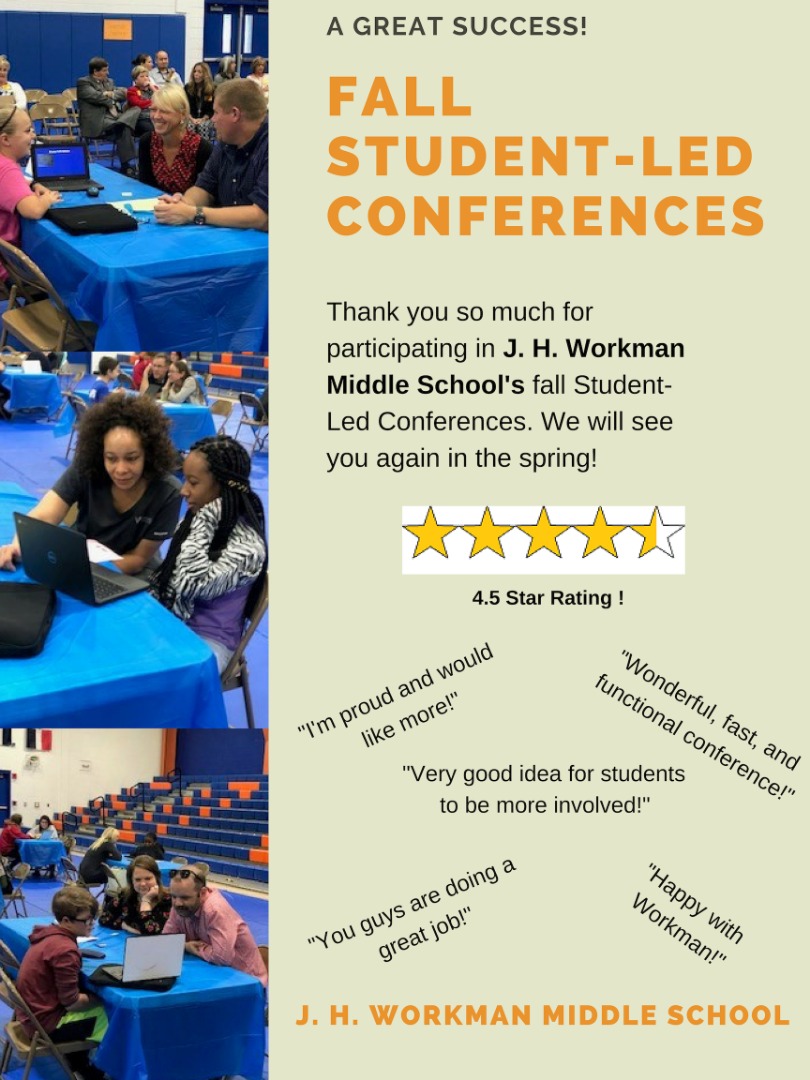 A GREAT SUCCESS!
FALL
STUDENT-LED
CONFERENCES
Thank you so much for
participating in J. H. Workman
Middle School's fall Student-
Led Conferences. We will see
you again in the spring!
4.5 Star Rating !
"I'm proud and would
like more!"
"Wonderful, fast, and
functional conference!"
"Very good idea for students
to be more involved!"
"You guys are doing a
great job!"
"Happy with
Workman!"
J. H. WORKMAN MIDDLE SCHOOL